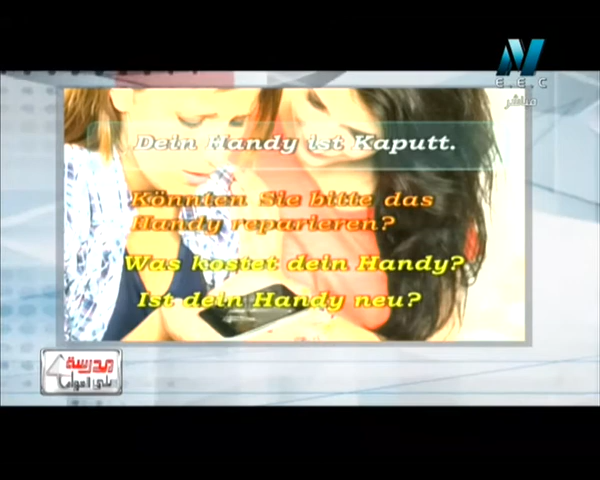 E.E.C
مباشر
Dein Handy ist Kaputt.
Könnten Sie bitte das
Handy reparieren?
Was kostet dein Handy?
Ist dein Handy neu?
مدرسة
على الهواء